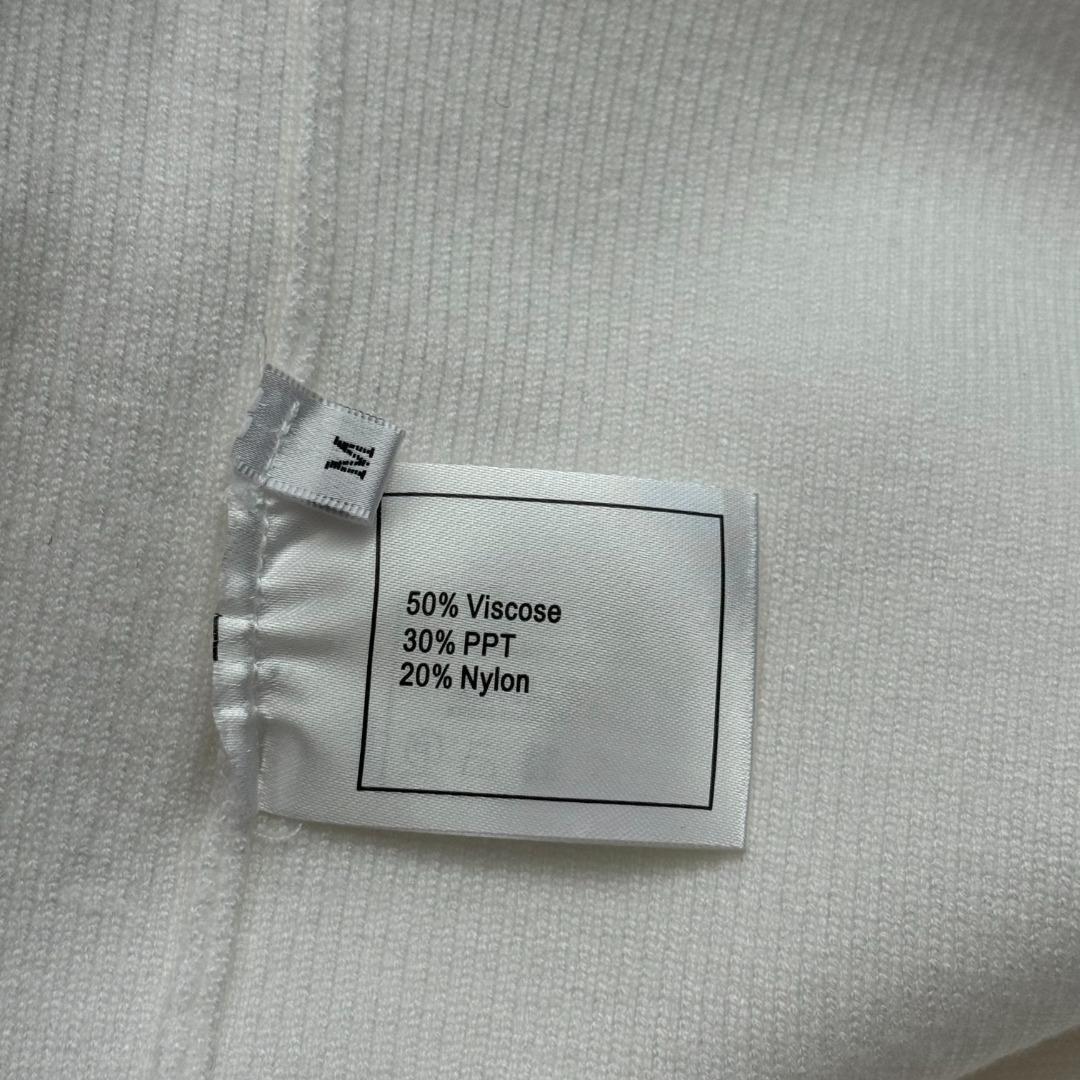 M
50% Viscose
30% PPT
20% Nylon